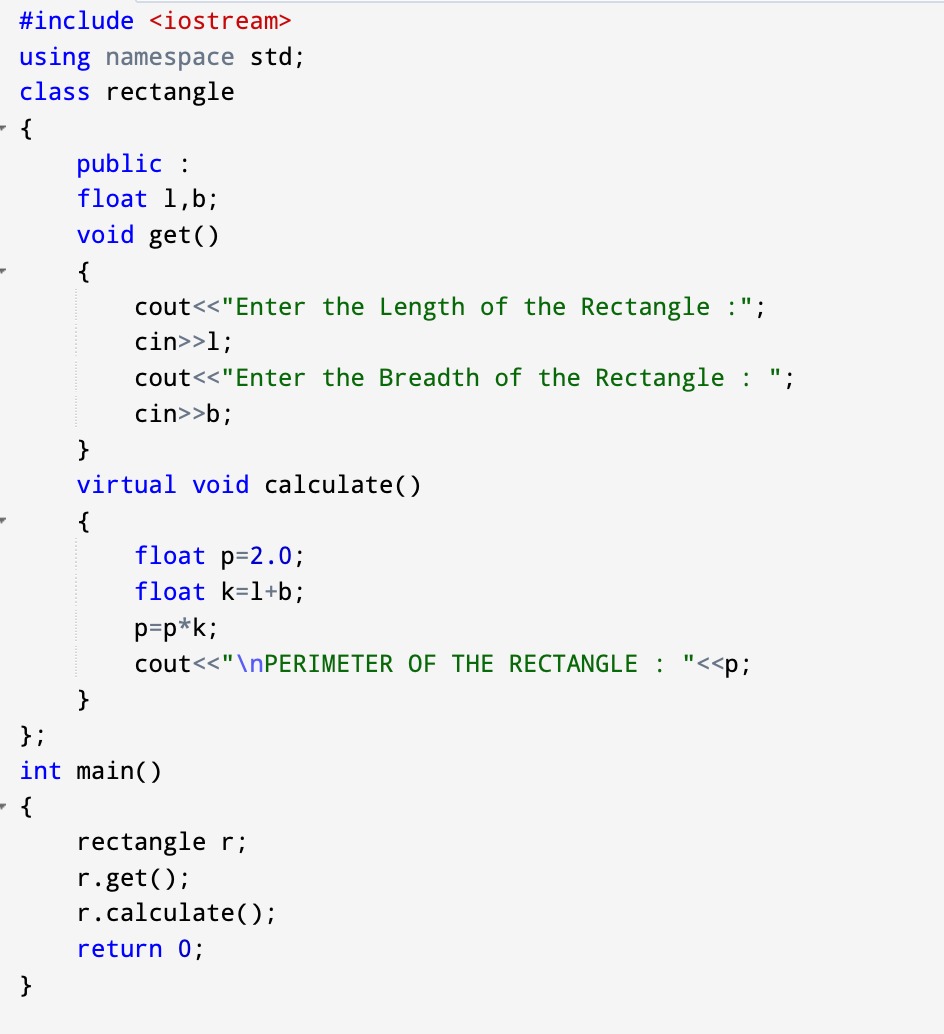 #include <iostream>
using namespace std;
class rectangle
{
    public :
    float l,b;
    void get()
    {
        cout<<"Enter the Length of the Rectangle :";
        cin>>l;
        cout<<"Enter the Breadth of the Rectangle : ";
        cin>>b;
    }
    virtual void calculate()
    {
        float p=2.0;
        float k=l+b;
        p=p*k;
        cout<<"\nPERIMETER OF THE RECTANGLE : "<<p;
    }
};
int main()
{
    rectangle r;
    r.get();
    r.calculate();
    return 0;
}